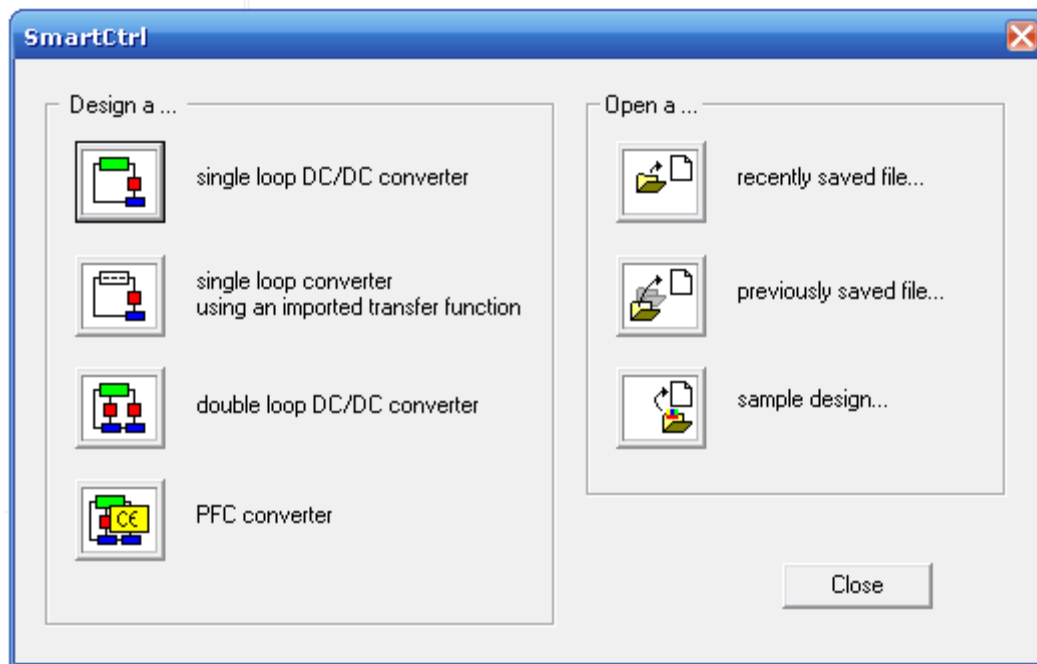 SmartCtrl
Design a ...
single loop DC/DC converter
single loop converter
using an imported transfer function
double loop DC/DC converter
CE
PFC converter
Open a ...
recently saved file...
previously saved file...
sample design...
Close